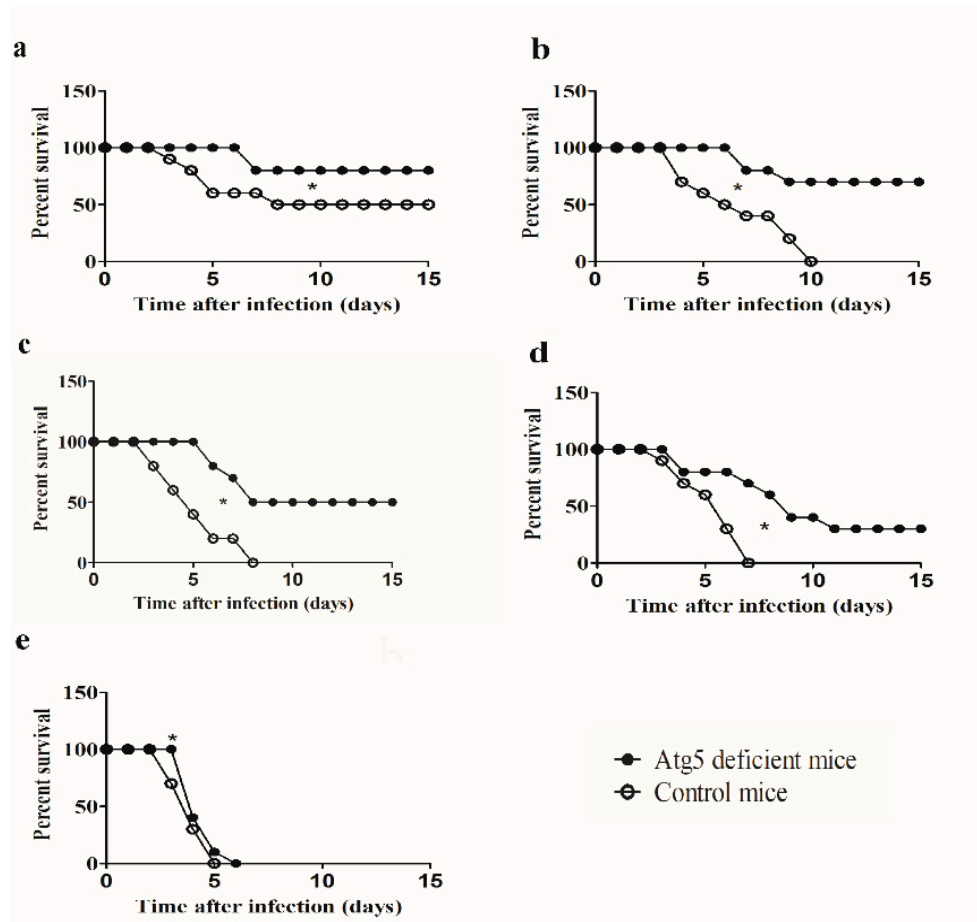 a
b
150
100
50
0
Percent survival
*
0 5 10 15
Time after infection (days)
150
100
50
0
Percent survival
*
0 5 10 15
Time after infection (days)
c
d
150
100
50
0
Percent survival
*
0 5 10 15
Time after infection (days)
150
100
50
0
Percent survival
*
0 5 10 15
Time after infection (days)
e
150
100
50
0
Percent survival
*
0 5 10 15
Time after infection (days)
Atg5 deficient mice
Control mice